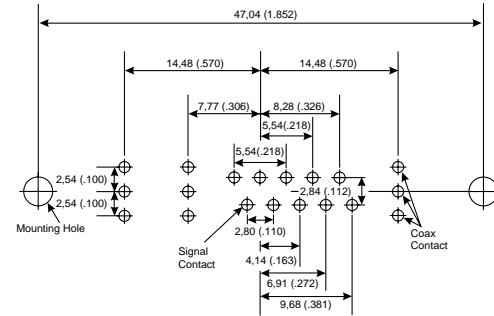 47,04 (1.852)
14,48 (.570)
14,48 (.570)
7,77 (.306)
8,28 (.326)
5,54(.218)
5,54(.218)
2,54 (.100)
2,84 (.112)
2,54 (.100)
Mounting Hole
2,80 (.110)
Signal
Contact
Coax
Contact
4,14 (.163)
6,91 (.272)
9,68 (.381)